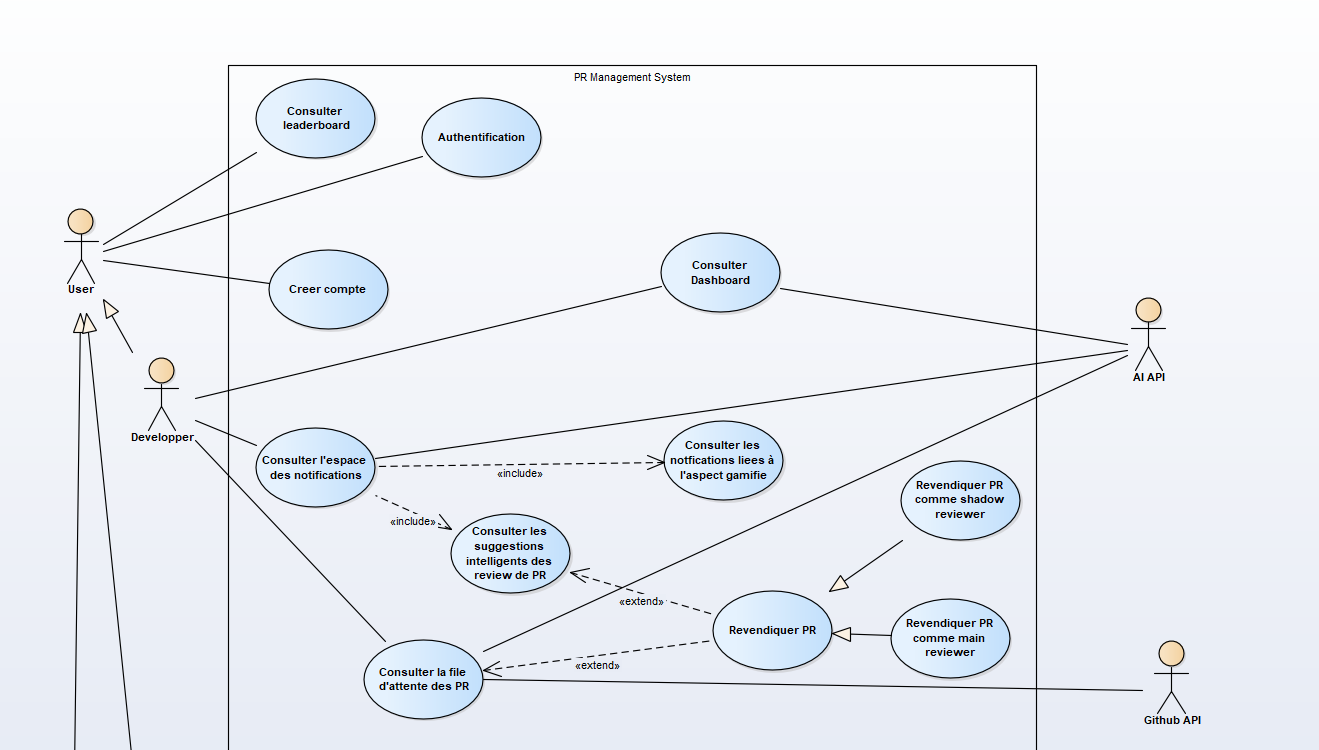 PR Management System
Consulter
leaderboard
Authentification
User
Creer compte
Consulter
Dashboard
AI API
Developper
Consulter l'espace
des notifications
«include»
Consulter les
notfications liees à
l'aspect gamifie
«include»
Consulter les
suggestions
intelligents des
review de PR
Revendiquer PR
comme shadow
reviewer
«extend»
Revendiquer PR
Revendiquer PR
comme main
reviewer
«extend»
Consulter la file
d'attente des PR
Github API